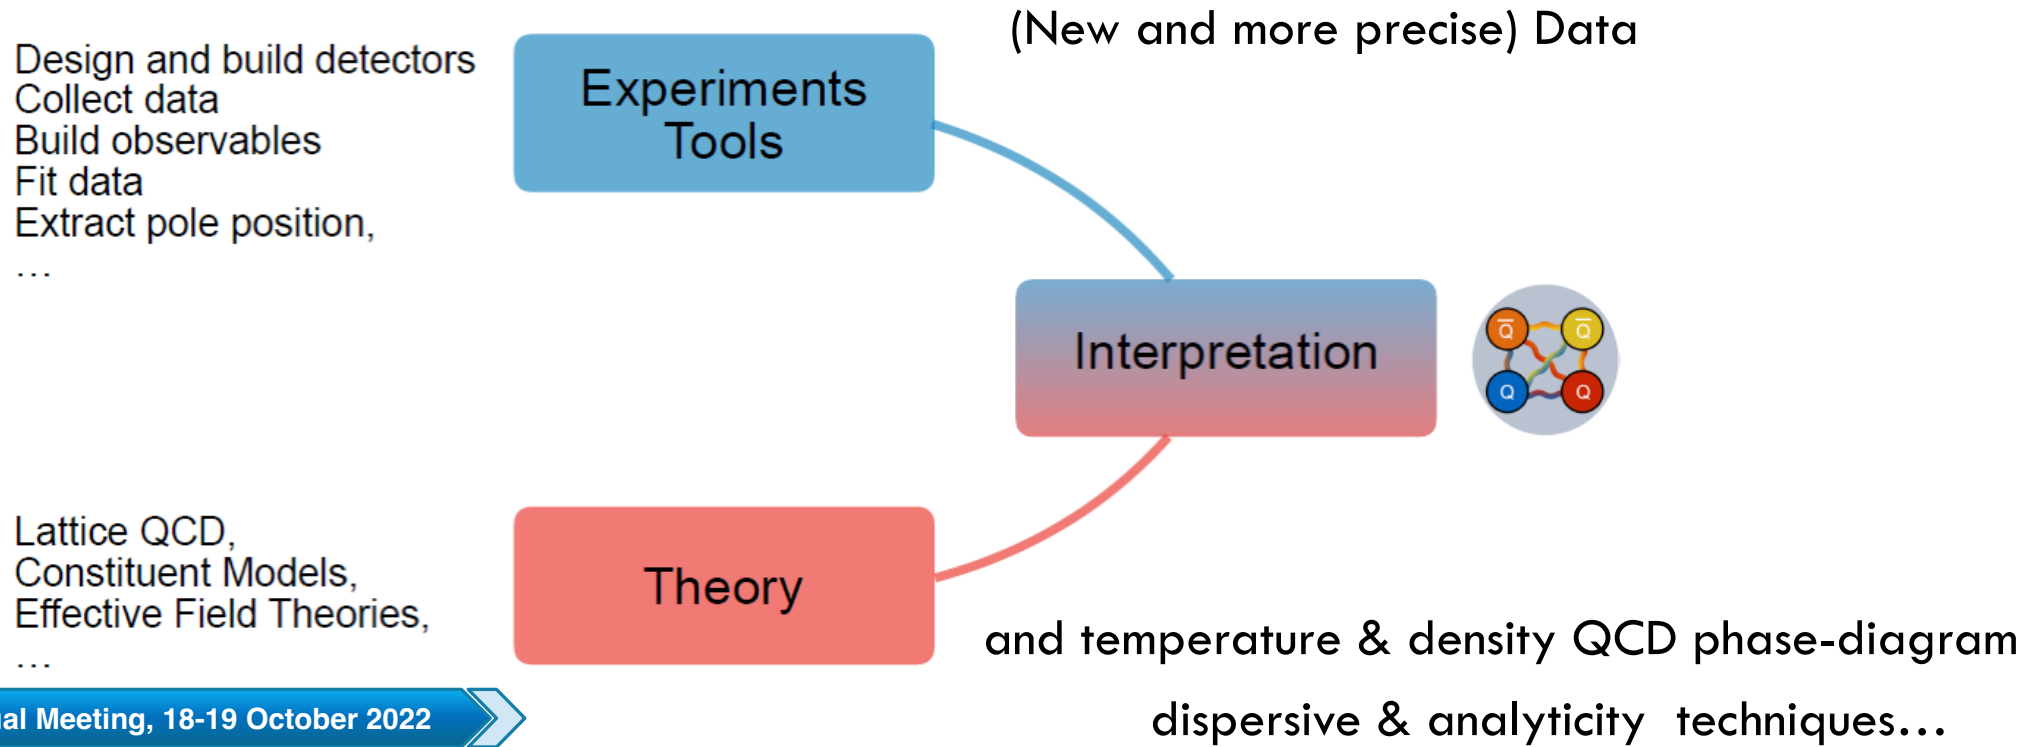 (New and more precise) Data
Design and build detectors
Collect data
Build observables
Fit data
Extract pole position,
...
Experiments
Tools
Interpretation
Q̅ Q̅
Q Q
Lattice QCD,
Constituent Models,
Effective Field Theories,
...
Theory
and temperature & density QCD phase-diagram
dispersive & analyticity techniques...
Meeting, 18-19 October 2022